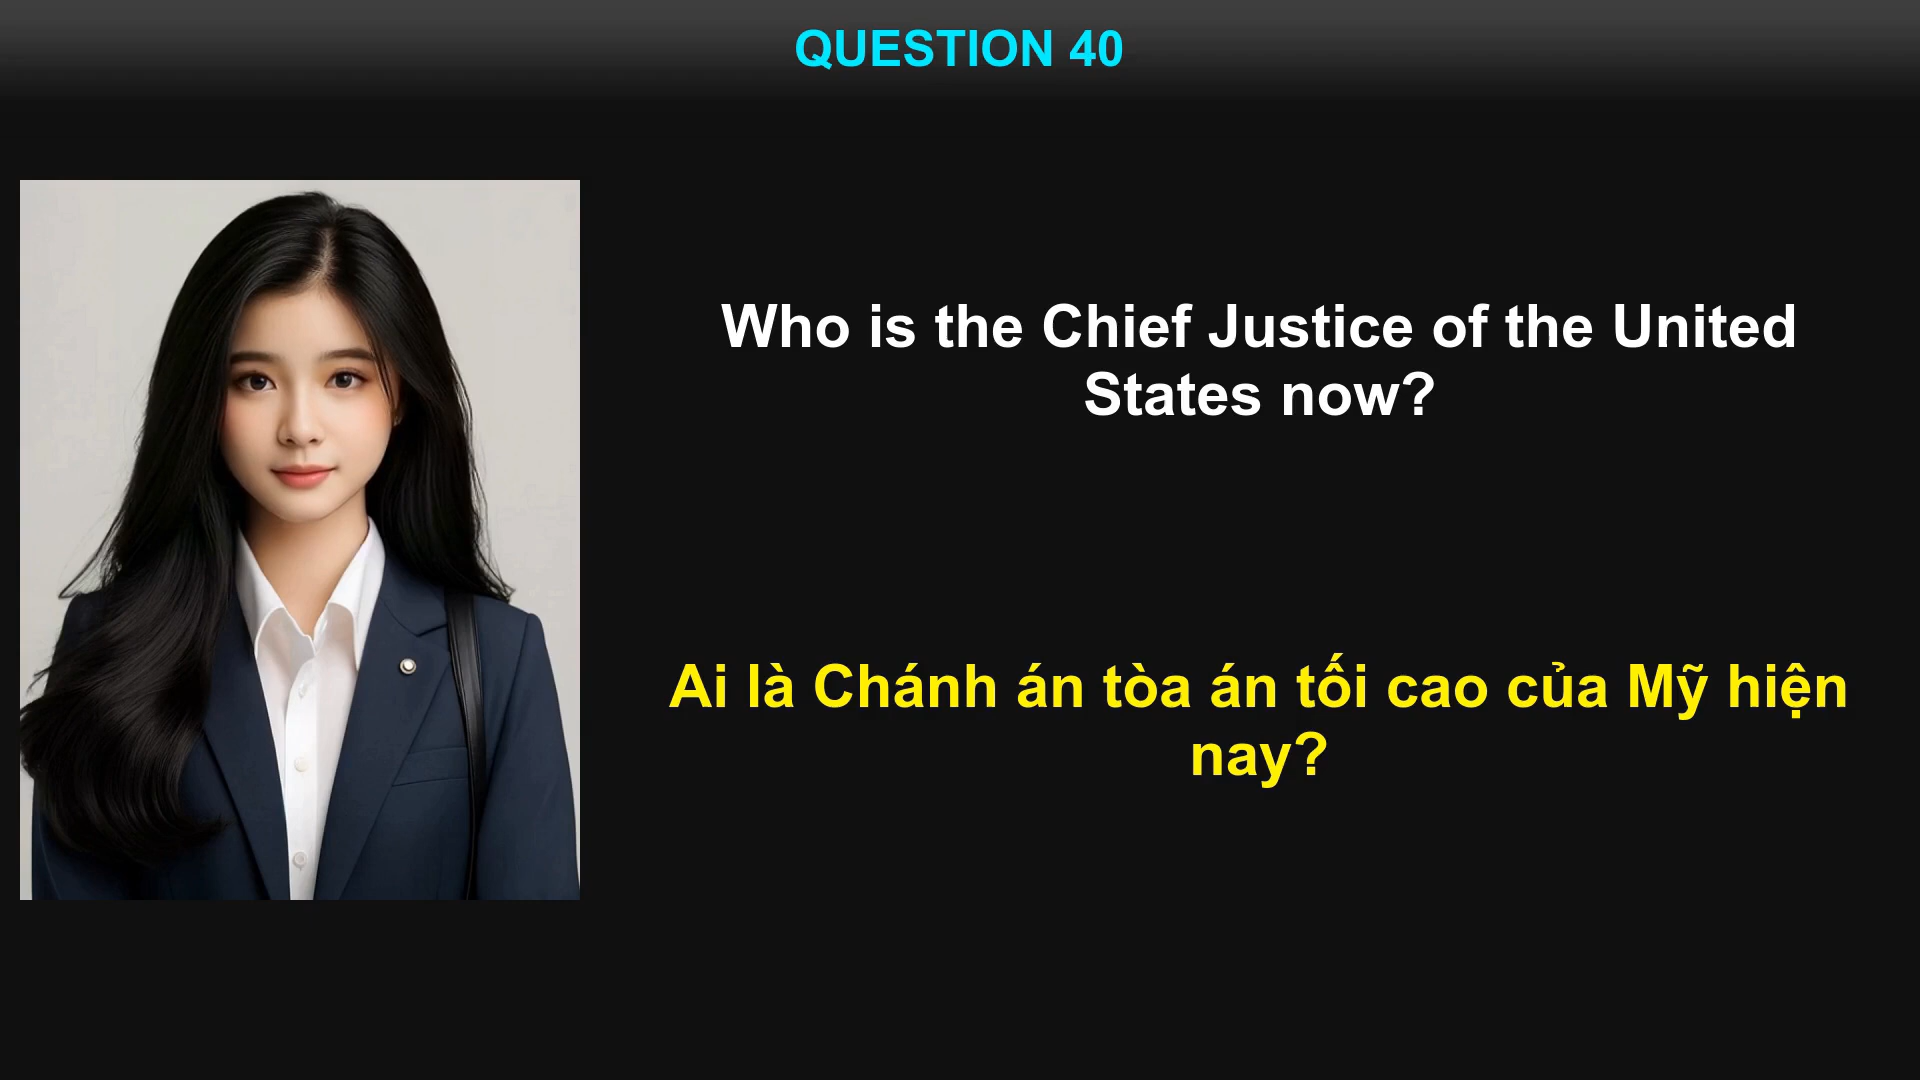 QUESTION 40
Who is the Chief Justice of the United
States now?
Ai là Chánh án tòa án tối cao của Mỹ hiện
nay?